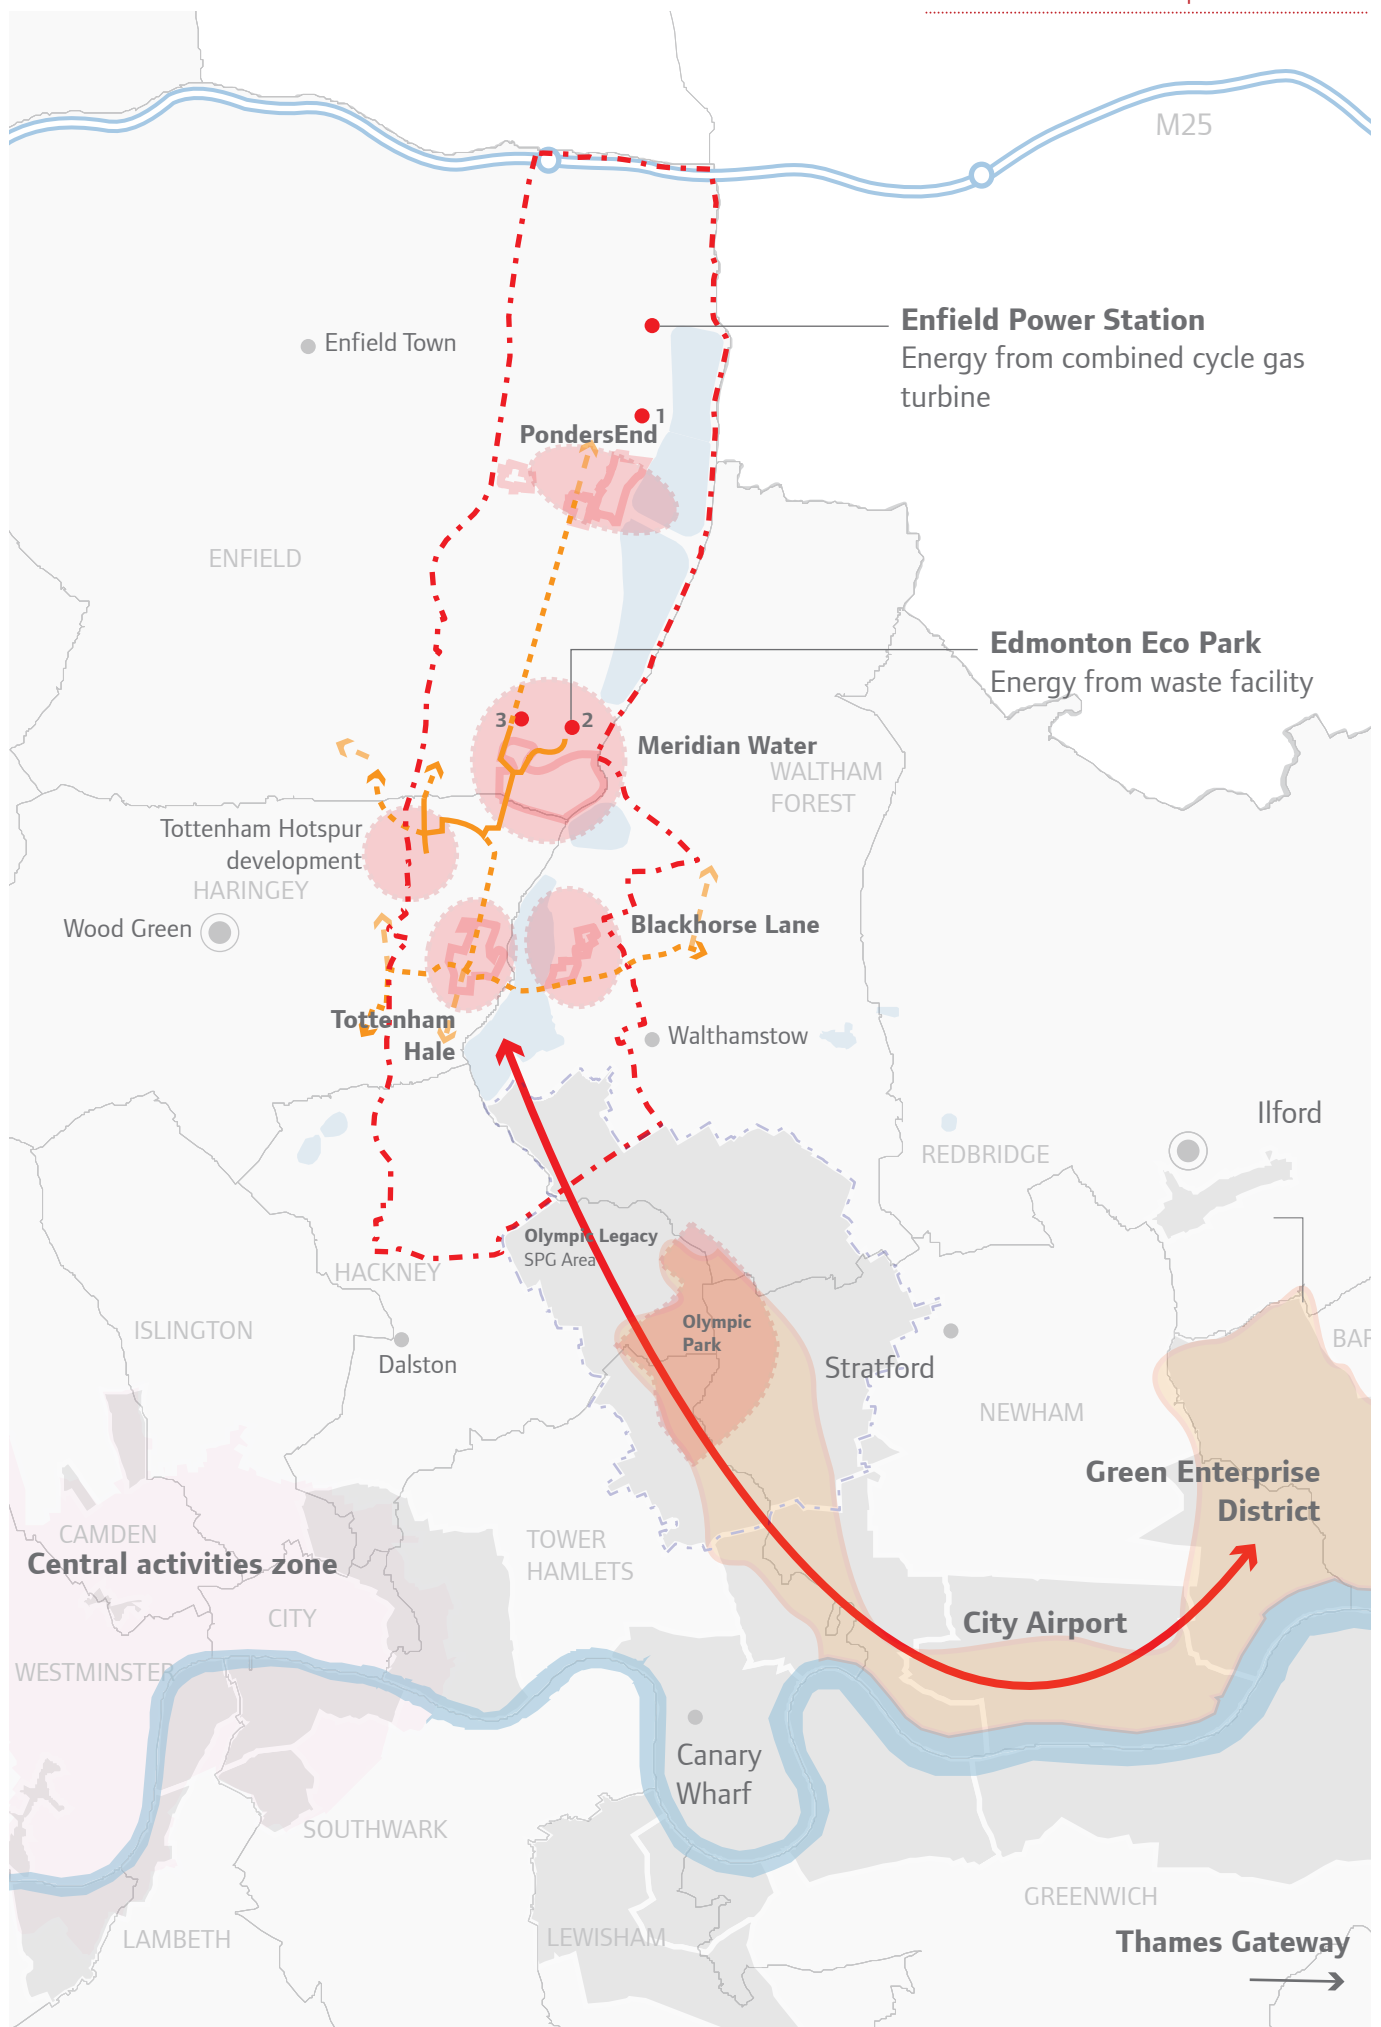 M25
Enfield Power Station
Energy from combined cycle gas
turbine
Enfield Town
1
PondersEnd
ENFIELD
Edmonton Eco Park
Energy from waste facility
3
2
Meridian Water
WALTHAM
FOREST
Tottenham Hotspur
development
HARINGEY
Wood Green
Blackhorse Lane
Tottenham
Hale
Walthamstow
Ilford
REDBRIDGE
Olympic Legacy
SPG Area
HACKNEY
ISLINGTON
Olympic
Park
Dalston
Stratford
BAR
NEWHAM
Green Enterprise
District
CAMDEN
Central activities zone
TOWER
HAMLETS
CITY
City Airport
WESTMINSTER
Canary
Wharf
SOUTHWARK
GREENWICH
LAMBETH
LEWISHAM
Thames Gateway